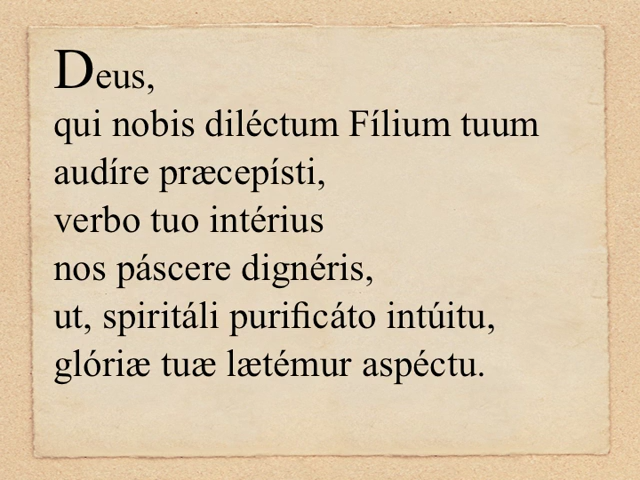 Deus,
qui nobis diléctum Fílium tuum
audíre præcepísti,
verbo tuo intérius
nos páscere dignéris,
ut, spiritáli purificáto intúitu,
glóriæ tuæ lætémur aspéctu.